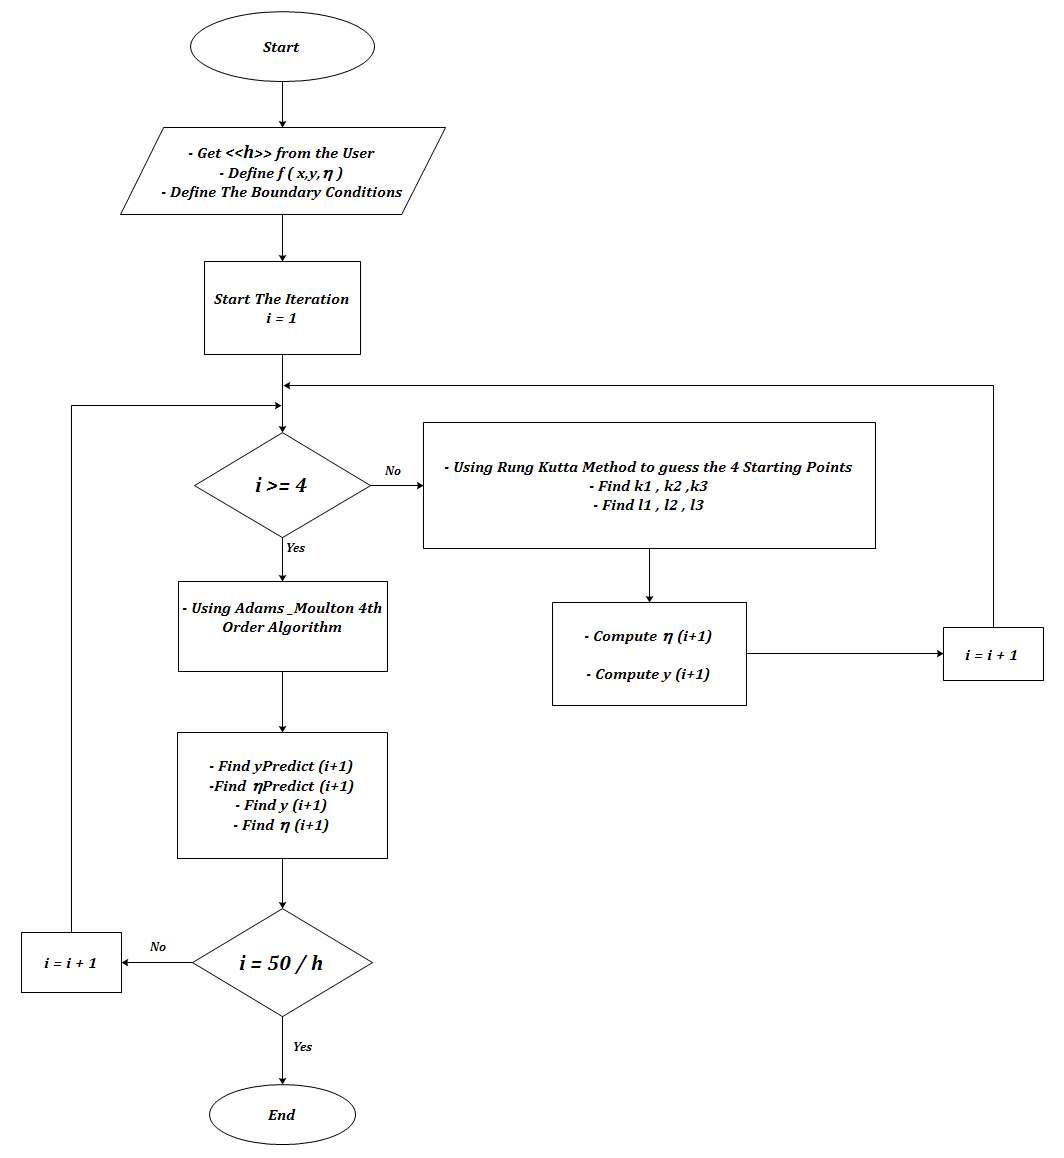 Start
- Get <<h>> from the User
- Define f ( x,y,η )
- Define The Boundary Conditions
Start The Iteration
i = 1
i >= 4
No
- Using Rung Kutta Method to guess the 4 Starting Points
- Find k1 , k2 ,k3
- Find l1 , l2 , l3
Yes
- Using Adams _Moulton 4th
Order Algorithm
- Compute η (i+1)
- Compute y (i+1)
i = i + 1
- Find yPredict (i+1)
-Find ηPredict (i+1)
- Find y (i+1)
- Find η (i+1)
i = 50 / h
No
i = i + 1
Yes
End